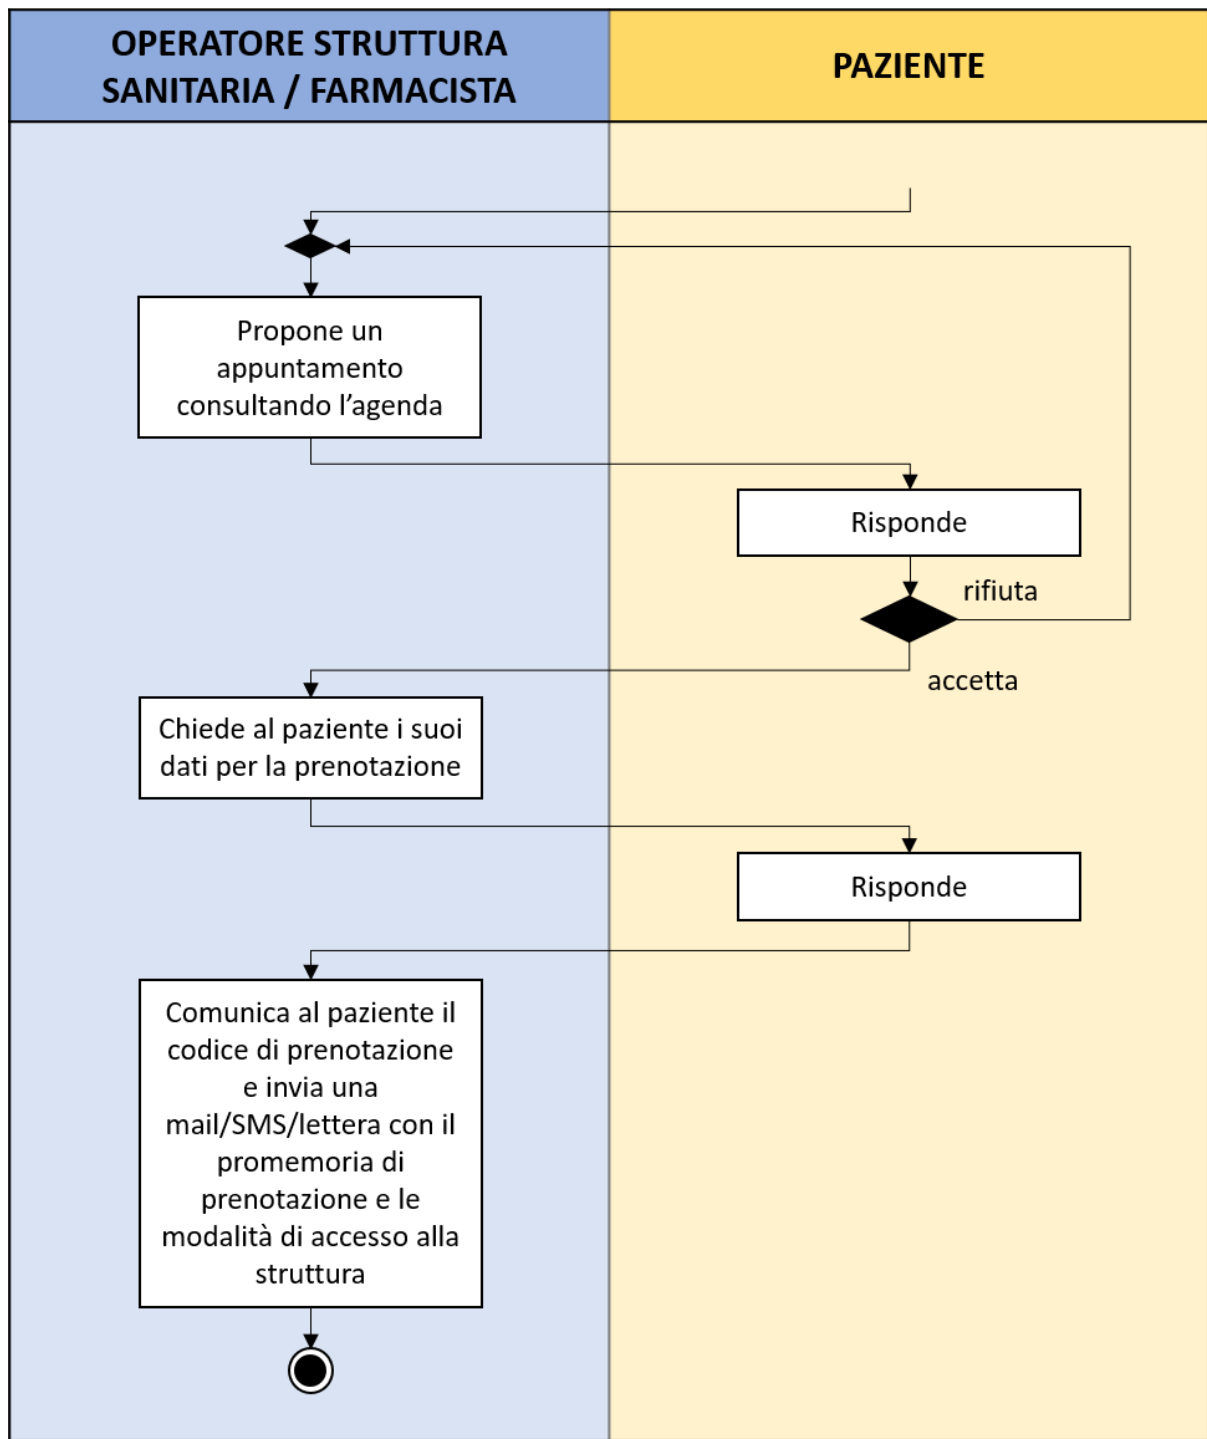 OPERATORE STRUTTURA
SANITARIA / FARMACISTA
PAZIENTE
Propone un
appuntamento
consultando l’agenda
Risponde
rifiuta
accetta
Chiede al paziente i suoi
dati per la prenotazione
Risponde
Comunica al paziente il
codice di prenotazione
e invia una
mail/SMS/lettera con il
promemoria di
prenotazione e le
modalità di accesso alla
struttura